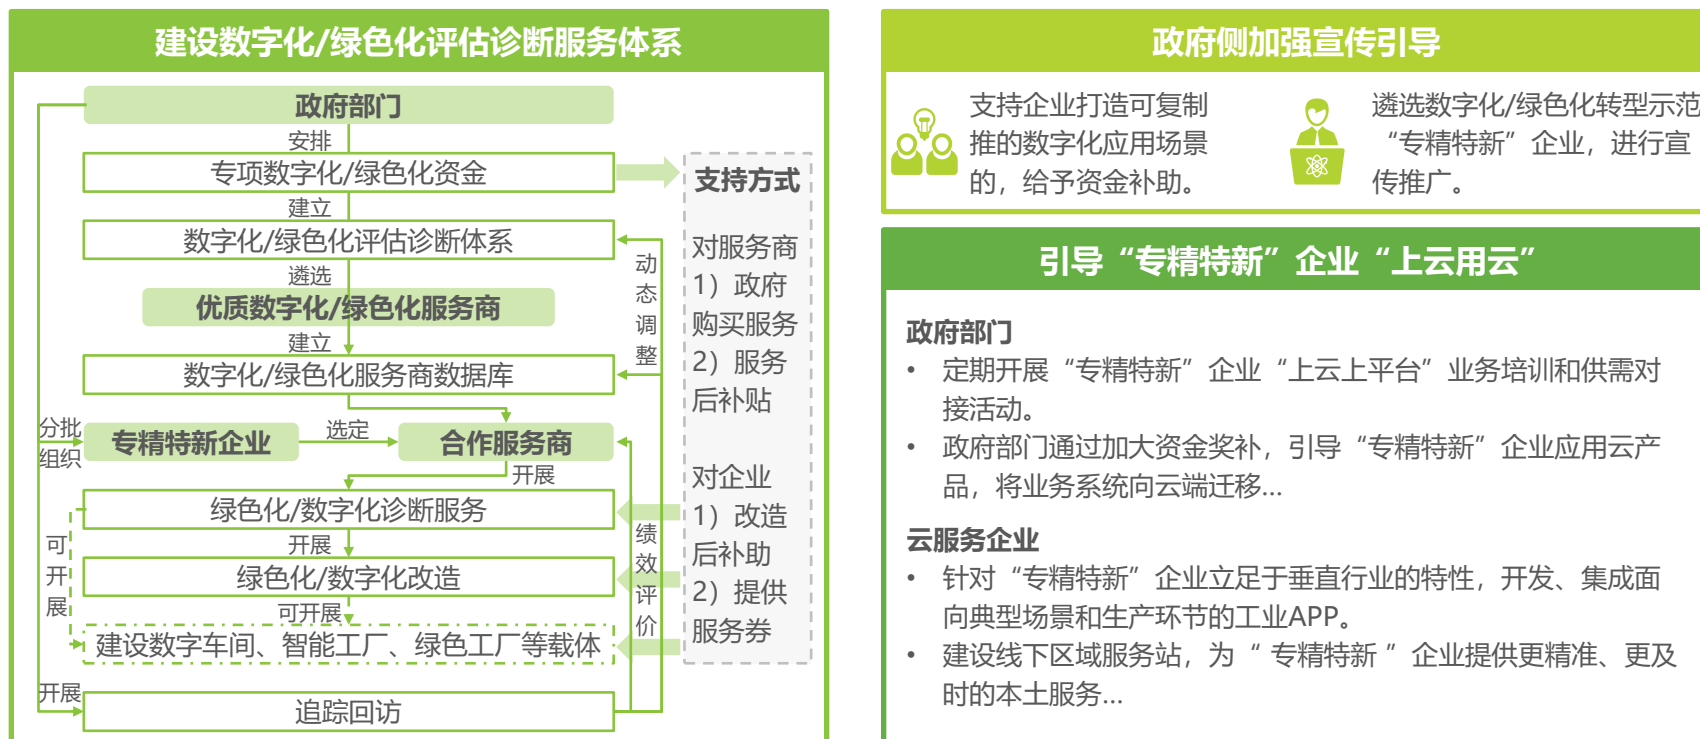 建设数字化/绿色化评估诊断服务体系
政府部门
安排
专项数字化/绿色化资金
建立
数字化/绿色化评估诊断体系
遴选
优质数字化/绿色化服务商
建立
数字化/绿色化服务商数据库
分批
组织
专精特新企业
选定
合作服务商
开展
绿色化/数字化诊断服务
开展
绿色化/数字化改造
可开展
可
开
展
建设数字车间、智能工厂、绿色工厂等载体
开展
追踪回访
动
态
调
整
绩
效
评
价
支持方式
对服务商
1）政府
购买服务
2）服务
后补贴
对企业
1）改造
后补助
2）提供
服务券
政府侧加强宣传引导
支持企业打造可复制
推的数字化应用场景
的，给予资金补助。
遴选数字化/绿色化转型示范
“专精特新”企业，进行宣
传推广。
引导“专精特新”企业“上云用云”
政府部门
• 定期开展“专精特新”企业“上云上平台”业务培训和供需对
接活动。
• 政府部门通过加大资金奖补，引导“专精特新”企业应用云产
品，将业务系统向云端迁移...
云服务企业
• 针对“专精特新”企业立足于垂直行业的特性，开发、集成面
向典型场景和生产环节的工业APP。
• 建设线下区域服务站，为“ 专精特新 ”企业提供更精准、更及
时的本土服务...